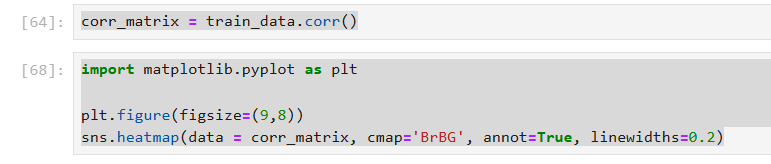 [64]: corr_matrix = train_data.corr()
[68]: import matplotlib.pyplot as plt
plt.figure(figsize=(9,8))
sns.heatmap(data = corr_matrix, cmap='BrBG', annot=True, linewidths=0.2)